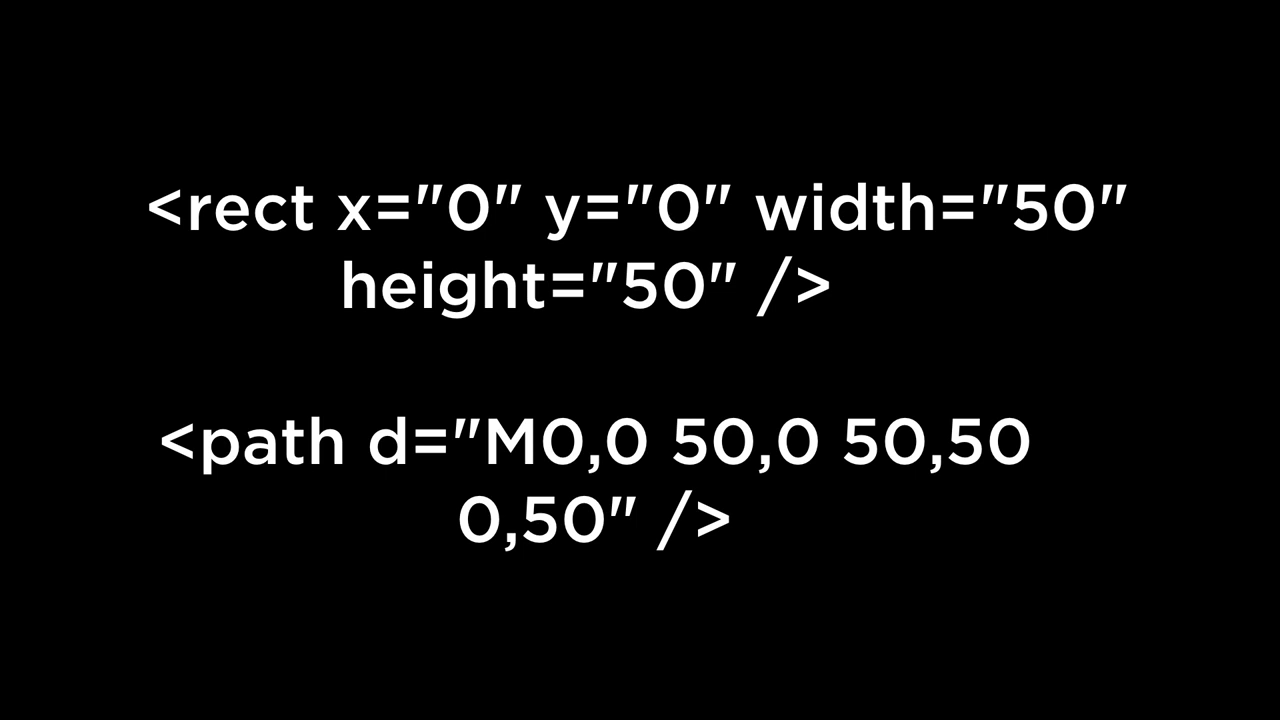 <rect x="0" y="0" width="50"
height="50" />
<path d="M0,0 50,0 50,50
0,50" />